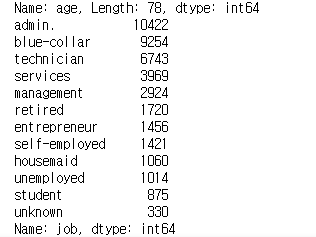 Name: age, Length: 78, dtype: int64
admin. 10422
blue-collar 9254
technician 6743
services 3969
management 2924
retired 1720
entrepreneur 1456
self-employed 1421
housemaid 1060
unemployed 1014
student 875
unknown 330
Name: job, dtype: int64